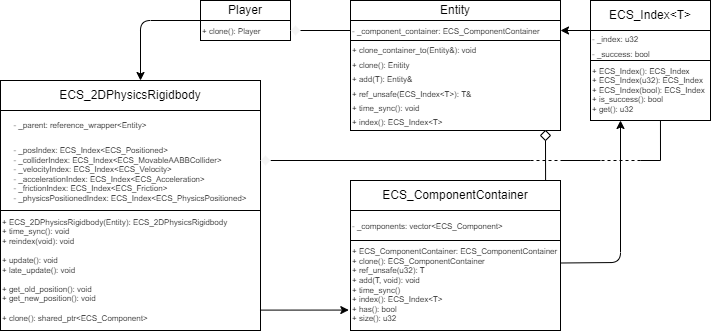 Player
+ clone(): Player
Entity
- _component_container: ECS_ComponentContainer
+ clone_container_to(Entity&): void
+ clone(): Enitity
+ add(T): Entity&
+ ref_unsafe(ECS_Index<T>): T&
+ time_sync(): void
+ index(): ECS_Index<T>
ECS_Index<T>
- _index: u32
- _success: bool
+ ECS_Index(): ECS_Index
+ ECS_Index(u32): ECS_Index
+ ECS_Index(bool): ECS_Index
+ is_success(): bool
+ get(): u32
ECS_2DPhysicsRigidbody
- _parent: reference_wrapper<Entity>
- _posIndex: ECS_Index<ECS_Positioned>
- _colliderIndex: ECS_Index<ECS_MovableAABBCollider>
- _velocityIndex: ECS_Index<ECS_Velocity>
- _accelerationIndex: ECS_Index<ECS_Acceleration>
- _frictionIndex: ECS_Index<ECS_Friction>
- _physicsPositionedIndex: ECS_Index<ECS_PhysicsPositioned>
+ ECS_2DPhysicsRigidbody(Entity): ECS_2DPhysicsRigidbody
+ time_sync(): void
+ reindex(void): void
+ update(): void
+ late_update(): void
+ get_old_position(): void
+ get_new_position(): void
+ clone(): shared_ptr<ECS_Component>
ECS_ComponentContainer
- _components: vector<ECS_Component>
+ ECS_ComponentContainer: ECS_ComponentContainer
+ clone(): ECS_ComponentContainer
+ ref_unsafe(u32): T
+ add(T, void): void
+ time_sync()
+ index(): ECS_Index<T>
+ has(): bool
+ size(): u32